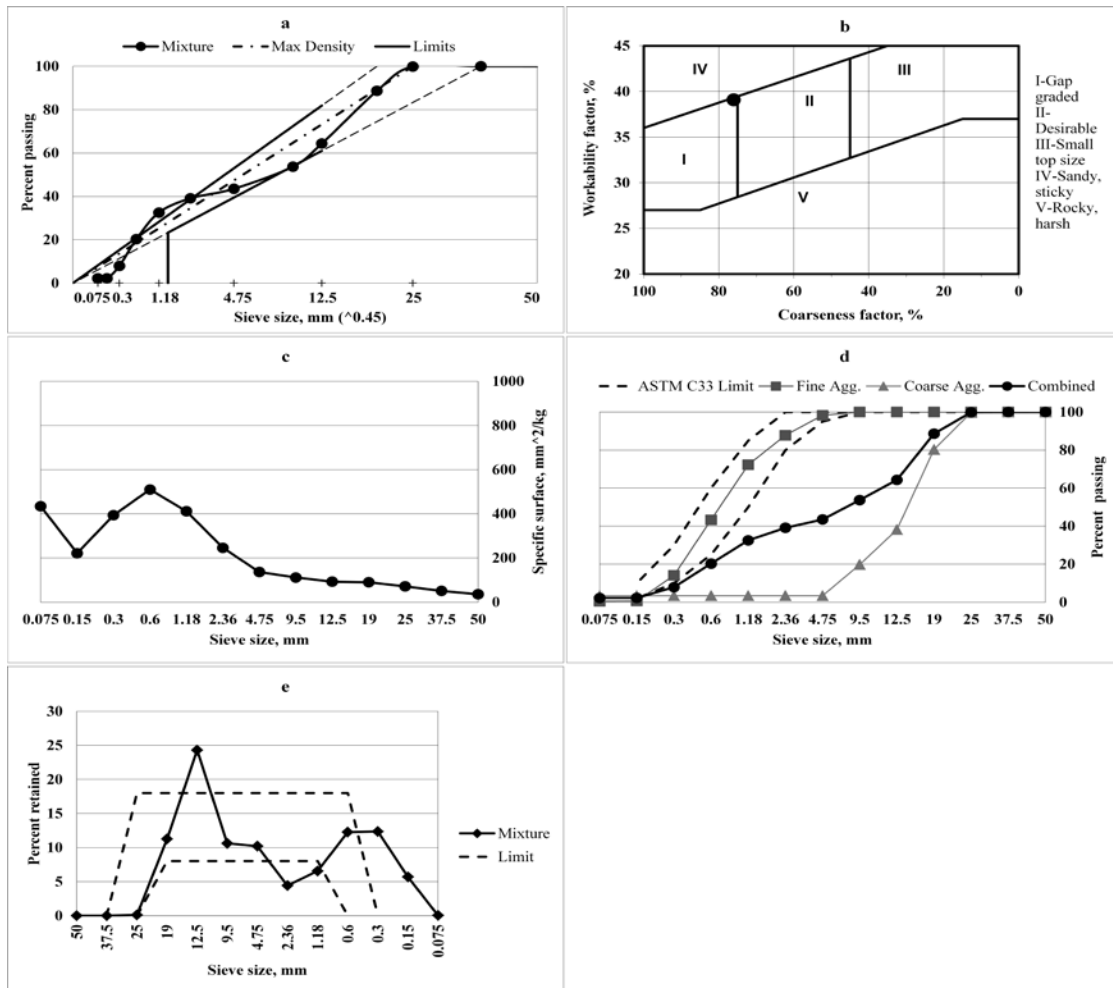 a
Mixture Max Density Limits
Percent passing
100
80
60
40
20
0
0.075 0.3 1.18 4.75 12.5 25 50
Sieve size, mm (^0.45)
b
Workability factor, %
45
40
35
30
25
20
IV
III
II
I
V
100 80 60 40 20 0
Coarseness factor, %
I-Gap
graded
II-
Desirable
III-Small
top size
IV-Sandy,
sticky
V-Rocky,
harsh
c
1000
800
600
400
200
0
Specific surface, mm^2/kg
0.075 0.15 0.3 0.6 1.18 2.36 4.75 9.5 12.5 19 25 37.5 50
Sieve size, mm
d
ASTM C33 Limit Fine Agg. Coarse Agg. Combined
100
80
60
40
20
0
Percent passing
0.075 0.15 0.3 0.6 1.18 2.36 4.75 9.5 12.5 19 25 37.5 50
Sieve size, mm
e
Percent retained
30
25
20
15
10
5
0
50 37.5 25 19 12.5 9.5 4.75 2.36 1.18 0.6 0.3 0.15 0.075
Sieve size, mm
Mixture
Limit